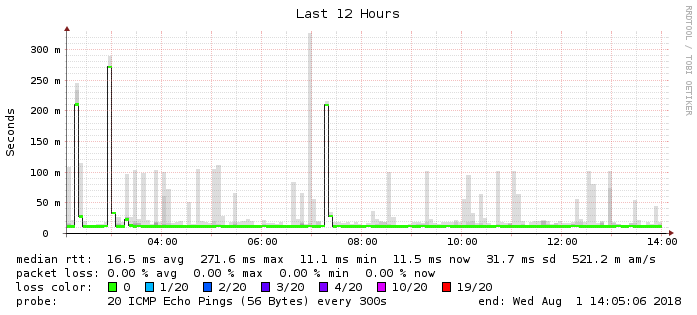 Last 12 Hours
RRDTOOL / TOBI OETIKER
Seconds
300 m
250 m
200 m
150 m
100 m
50 m
0
04:00 06:00 08:00 10:00 12:00 14:00
median rtt: 16.5 ms avg 271.6 ms max 11.1 ms min 11.5 ms now 31.7 ms sd 521.2 m am/s
packet loss: 0.00 % avg 0.00 % max 0.00 % min 0.00 % now
loss color: 0 1/20 2/20 3/20 4/20 10/20 19/20
probe: 20 ICMP Echo Pings (56 Bytes) every 300s end: Wed Aug 1 14:05:06 2018